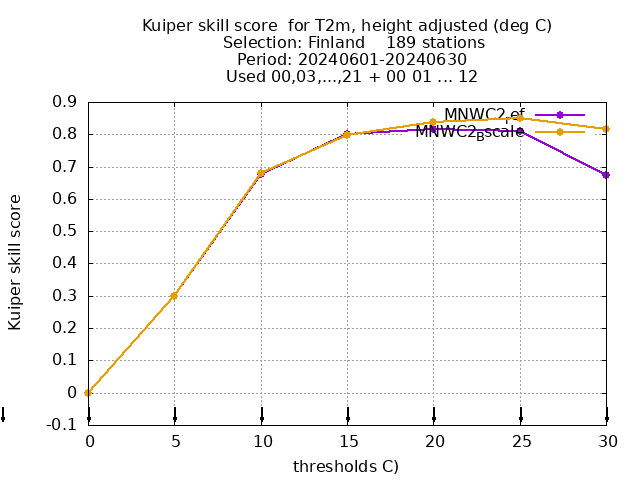 Kuiper skill score for T2m, height adjusted (deg C)
Selection: Finland 189 stations
Period: 20240601-20240630
Used 00,03,...,21 + 00 01 ... 12
0.9
0.8
0.7
0.6
0.5
0.4
0.3
0.2
0.1
0
-0.1
Kuiper skill score
MNWC2_Bscale
0 5 10 15 20 25 30
thresholds C)